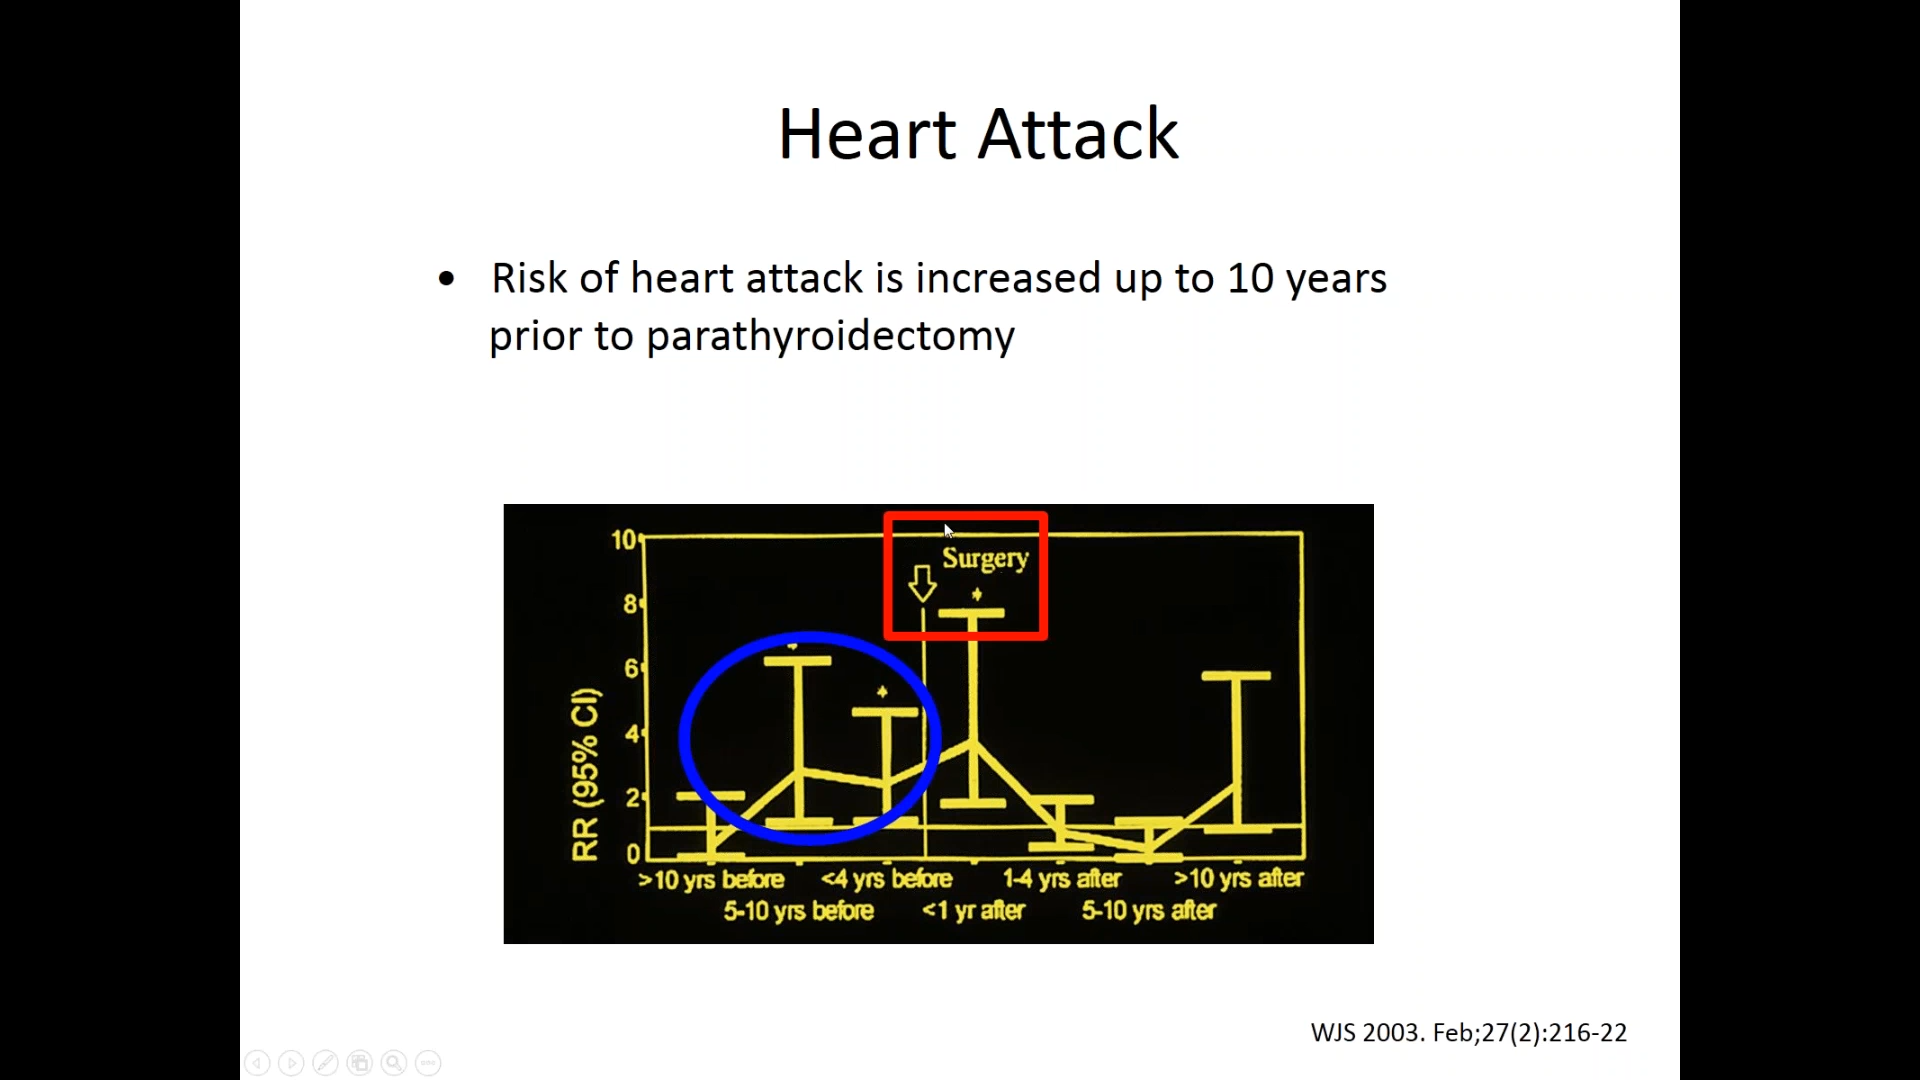 Heart Attack
• Risk of heart attack is increased up to 10 years
prior to parathyroidectomy
Surgery
*
*
*
10
8
6
4
2
0
RR (95% CI)
>10 yrs before
<4 yrs before
1-4 yrs after
>10 yrs after
5-10 yrs before
<1 yr after
5-10 yrs after
WJS 2003. Feb;27(2):216-22